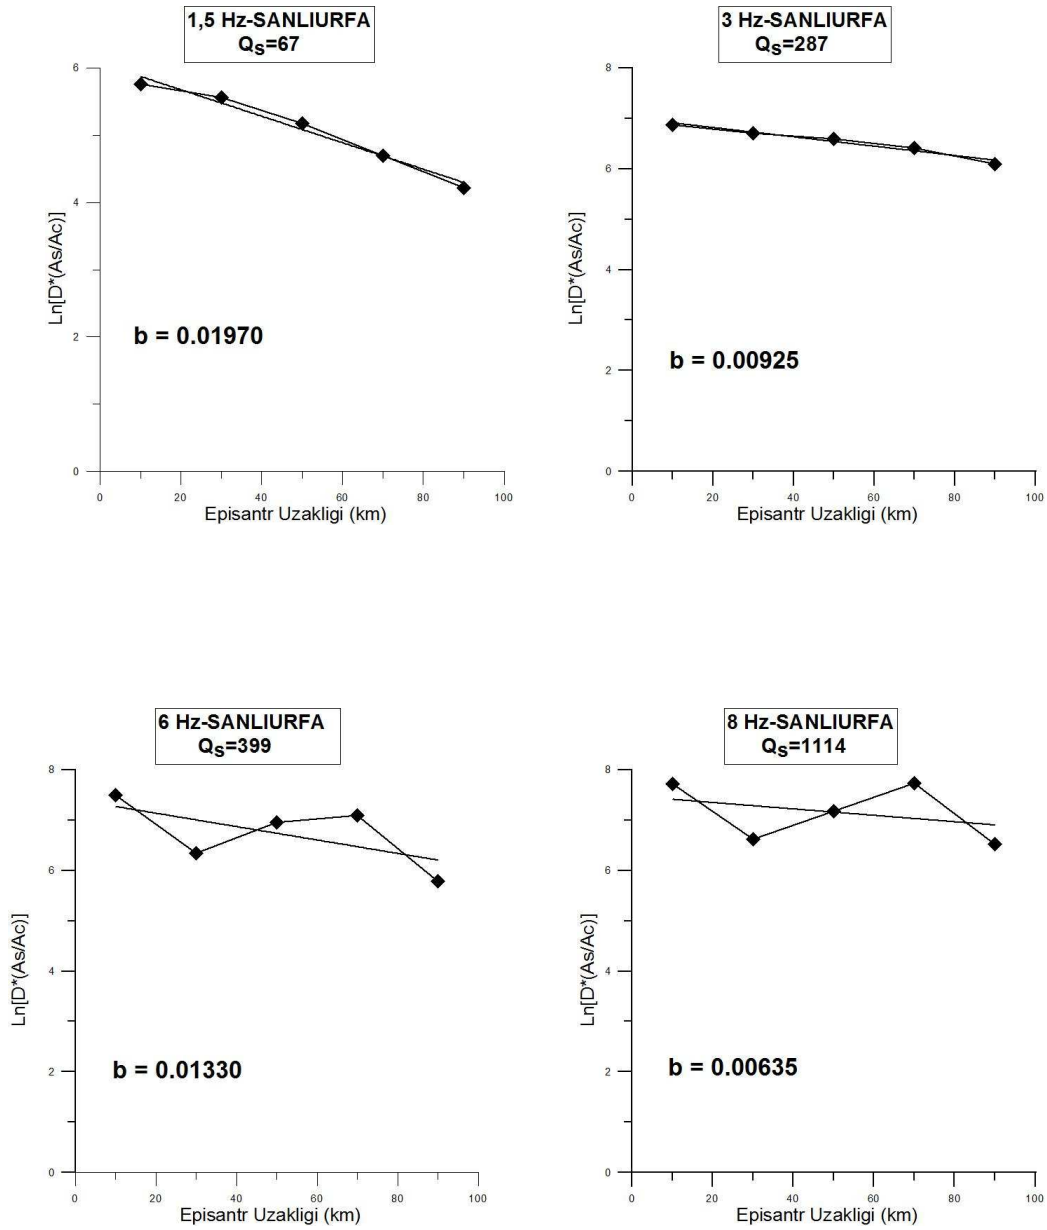 1,5 Hz-SANLIURFA
Qs=67
6
4
2
0
Ln[D*(As/Ac)]
b = 0.01970
0 20 40 60 80 100
Episantr Uzakligi (km)
3 Hz-SANLIURFA
Qs=287
8
6
4
2
0
Ln[D*(As/Ac)]
b = 0.00925
0 20 40 60 80 100
Episantr Uzakligi (km)
6 Hz-SANLIURFA
Qs=399
8
6
4
2
0
Ln[D*(As/Ac)]
b = 0.01330
0 20 40 60 80 100
Episantr Uzakligi (km)
8 Hz-SANLIURFA
Qs=1114
8
6
4
2
0
Ln[D*(As/Ac)]
b = 0.00635
0 20 40 60 80 100
Episantr Uzakligi (km)